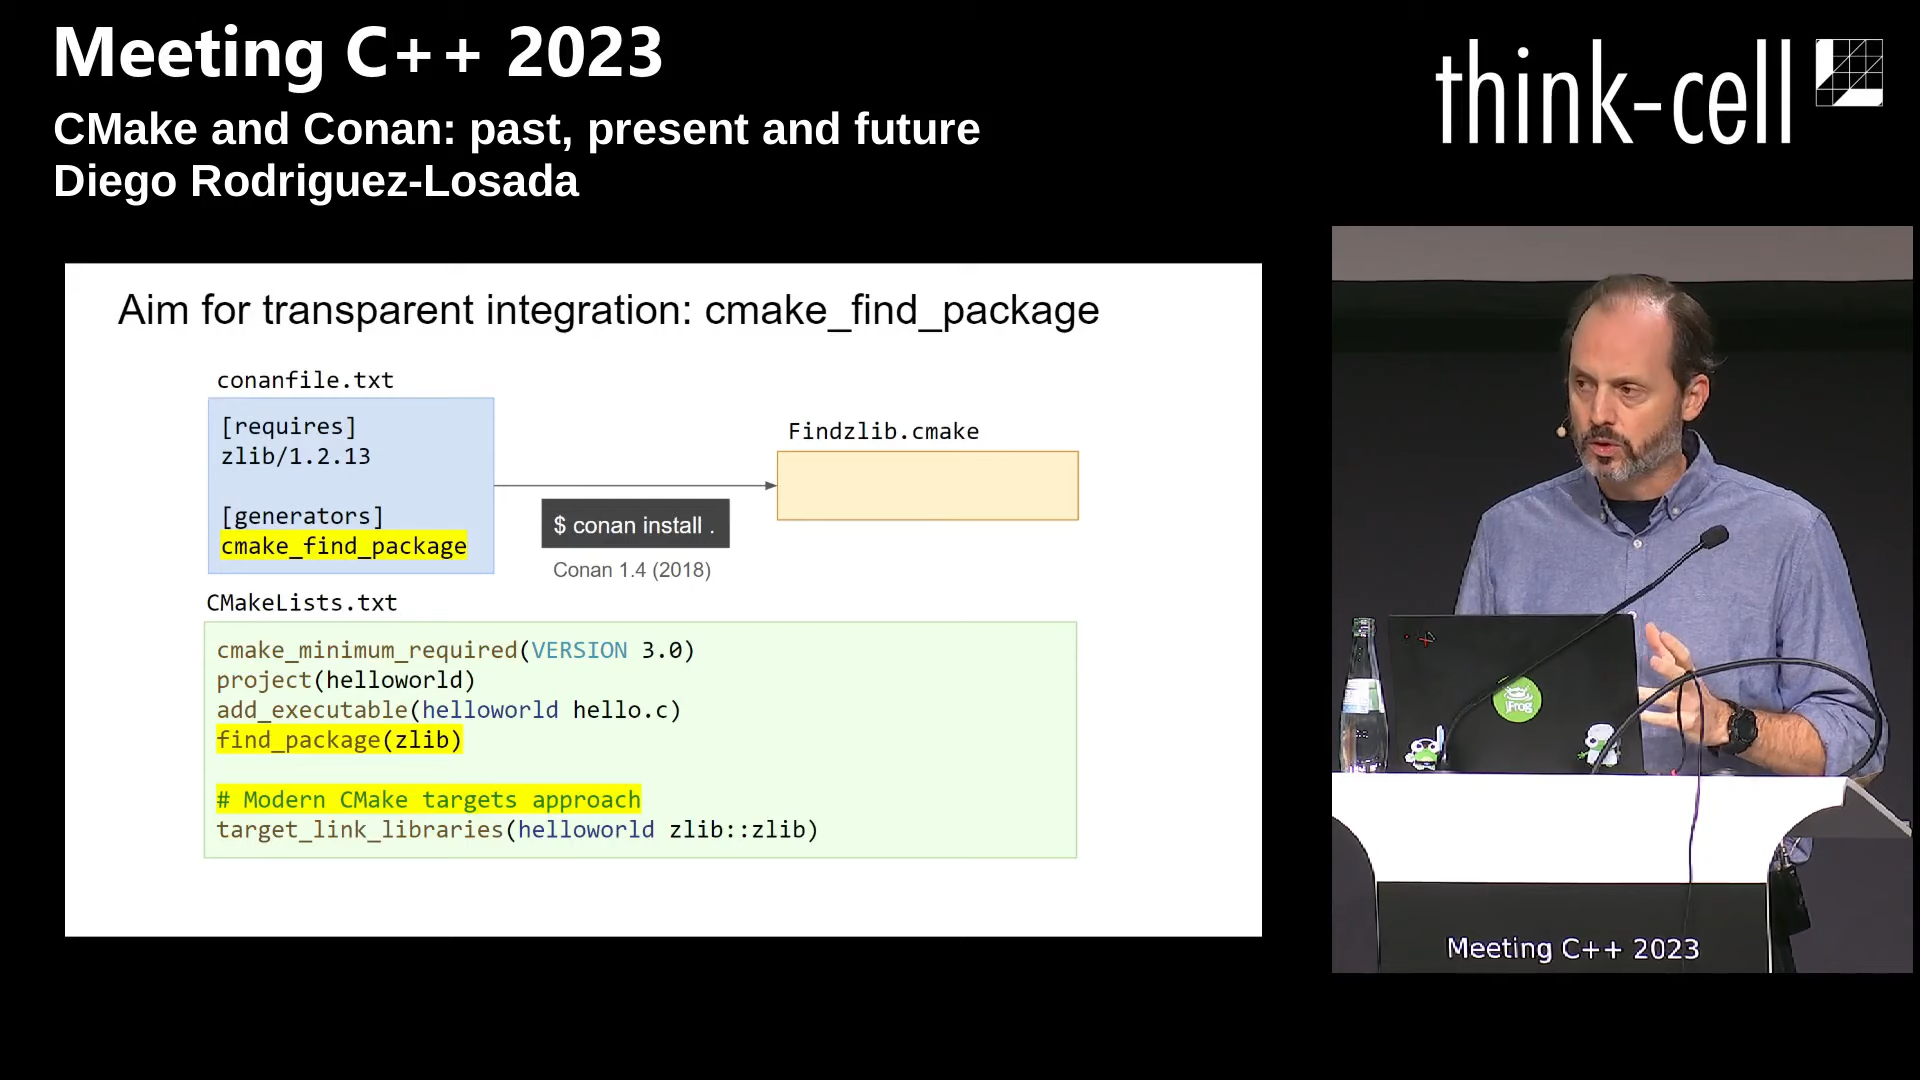 Meeting C++ 2023
CMake and Conan: past, present and future
Diego Rodriguez-Losada
think-cell
Aim for transparent integration: cmake_find_package
conanfile.txt
[requires]
zlib/1.2.13
[generators]
cmake_find_package
$ conan install .
Conan 1.4 (2018)
Findzlib.cmake
CMakeLists.txt
cmake_minimum_required(VERSION 3.0)
project(helloworld)
add_executable(helloworld hello.c)
find_package(zlib)
# Modern CMake targets approach
target_link_libraries(helloworld zlib::zlib)
jFrog
Meeting C++ 2023